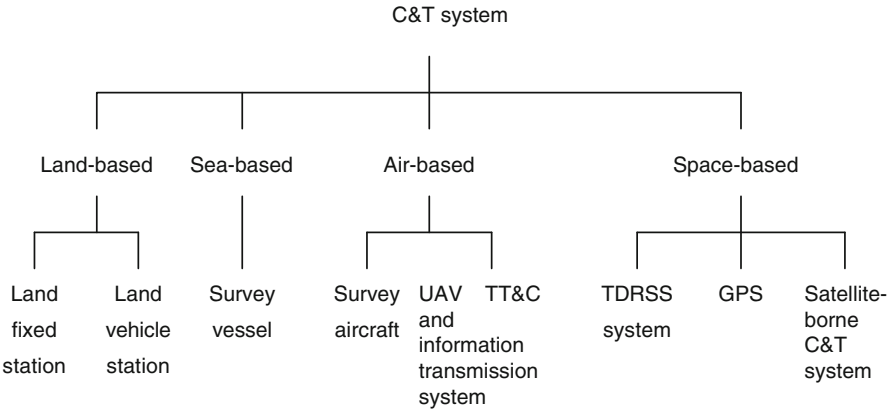 C&T system
Land-based
Sea-based
Air-based
Space-based
Land
fixed
station
Land
vehicle
station
Survey
vessel
Survey
aircraft
UAV TT&C
and
information
transmission
system
TDRSS
system
GPS
Satellite-
borne
C&T
system